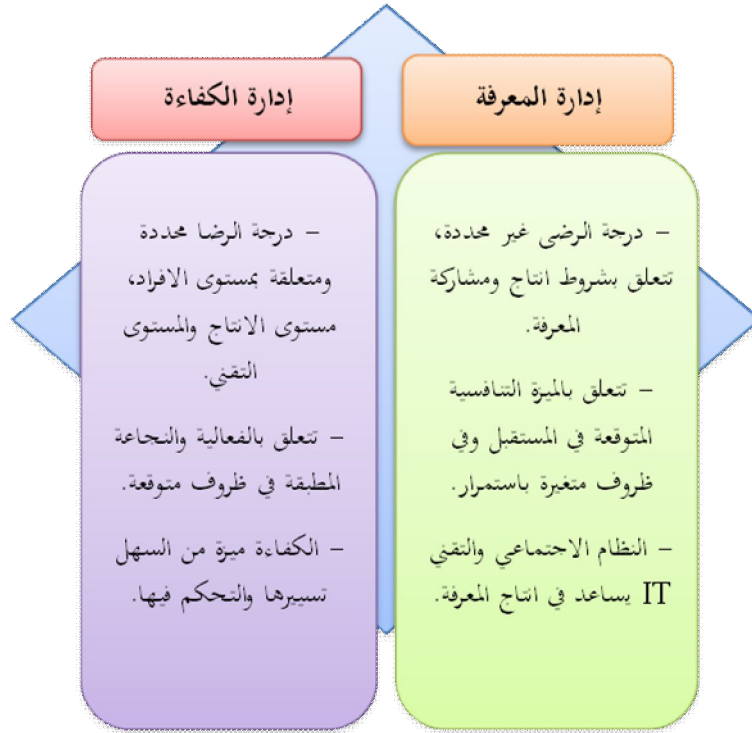 إدارة المعرفة
– درجة الرضى غير محددة،
تتعلق بشروط انتاج ومشاركة
المعرفة.
– تتعلق بالميزة التنافسية
المتوقعة في المستقبل وفي
ظروف متغيرة باستمرار.
– النظام الاجتماعي والتقني
IT يساعد في انتاج المعرفة.
إدارة الكفاءة
– درجة الرضا محددة
ومتعلقة بمستوى الافراد،
مستوى الانتاج والمستوى
التقني.
– تتعلق بالفعالية والنجاعة
المطبقة في ظروف متوقعة.
– الكفاءة ميزة من السهل
تسييرها والتحكم فيها.